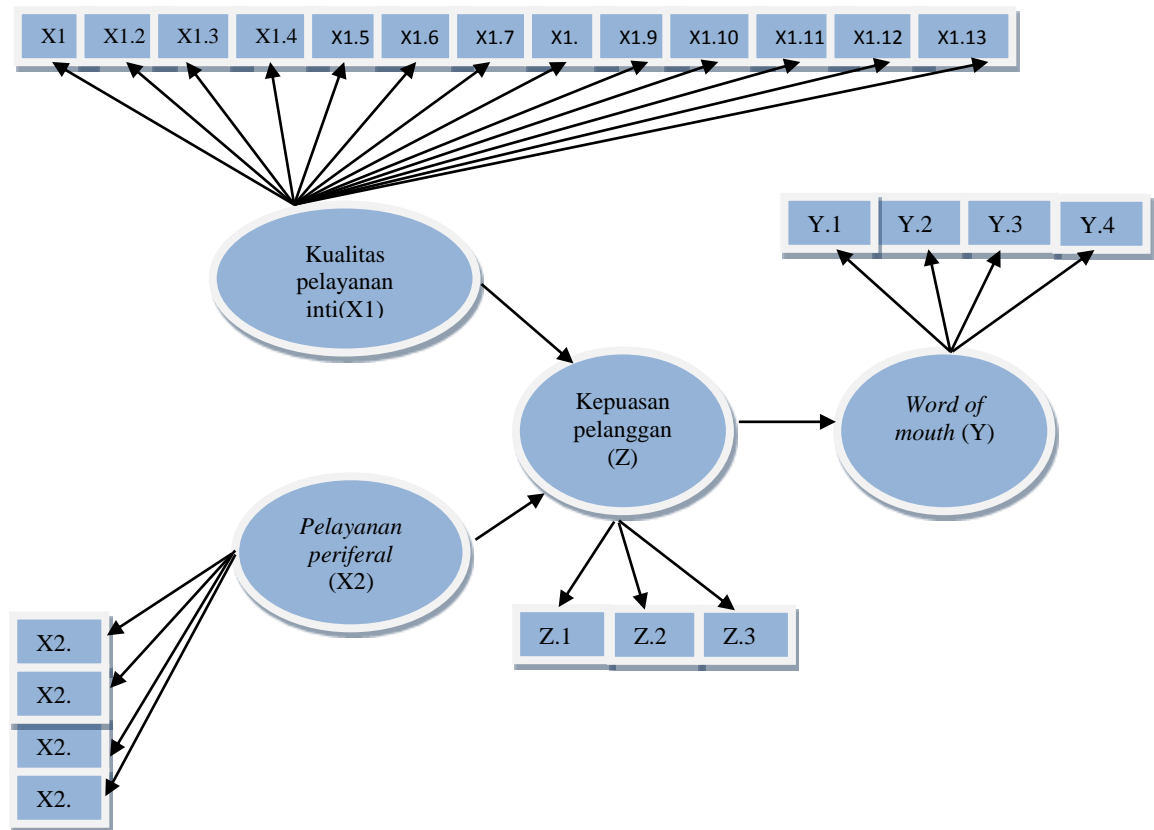 X1 X1.2 X1.3 X1.4 X1.5 X1.6 X1.7 X1. X1.9 X1.10 X1.11 X1.12 X1.13
Y.1 Y.2 Y.3 Y.4
Kualitas
pelayanan
inti(X1)
Kepuasan
pelanggan
(Z)
Word of
mouth (Y)
Pelayanan
periferal
(X2)
Z.1 Z.2 Z.3
X2.
X2.
X2.
X2.